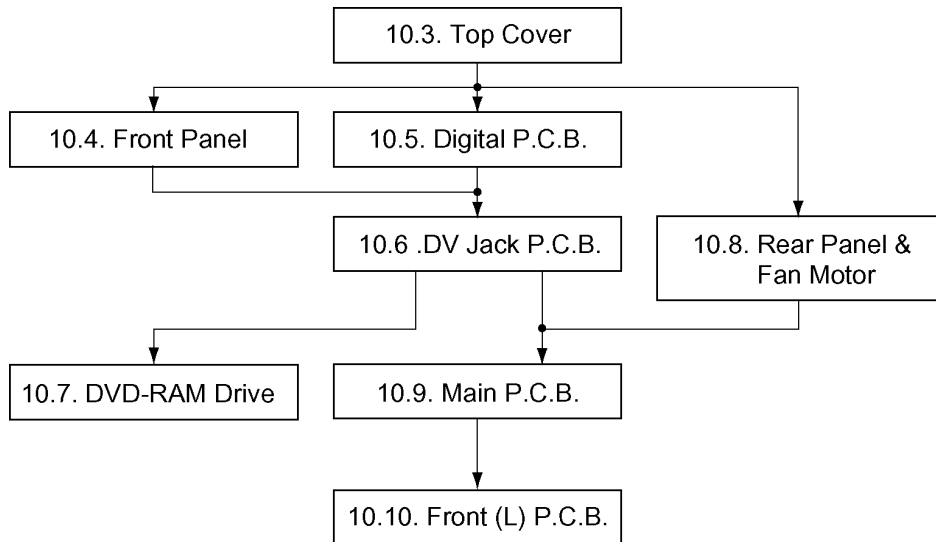 10.3. Top Cover
10.4. Front Panel
10.5. Digital P.C.B.
10.6 .DV Jack P.C.B.
10.8. Rear Panel &
Fan Motor
10.7. DVD-RAM Drive
10.9. Main P.C.B.
10.10. Front (L) P.C.B.